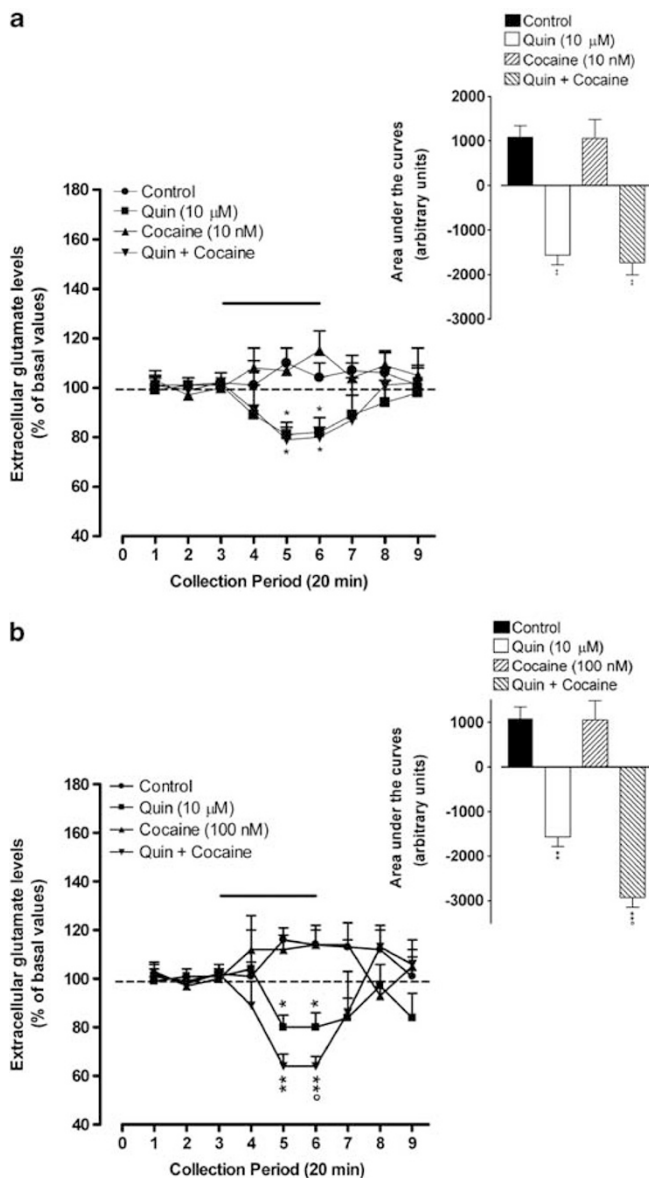 a
Control
Quin (10 μM)
Cocaine (10 nM)
Quin + Cocaine
Area under the curves
(arbitrary units)
2000
1000
0
-1000
-2000
-3000
**
**
Extracellular glutamate levels
(% of basal values)
180
160
140
120
100
80
60
40
Control
Quin (10 μM)
Cocaine (10 nM)
Quin + Cocaine
* *
* *
0 1 2 3 4 5 6 7 8 9
Collection Period (20 min)
b
Control
Quin (10 μM)
Cocaine (100 nM)
Quin + Cocaine
Area under the curves
(arbitrary units)
1000
0
-1000
-2000
-3000
Extracellular glutamate levels
(% of basal values)
180
160
140
120
100
80
60
40
Control
Quin (10 μM)
Cocaine (100 nM)
Quin + Cocaine
* *
** **
o
0 1 2 3 4 5 6 7 8 9
Collection Period (20 min)